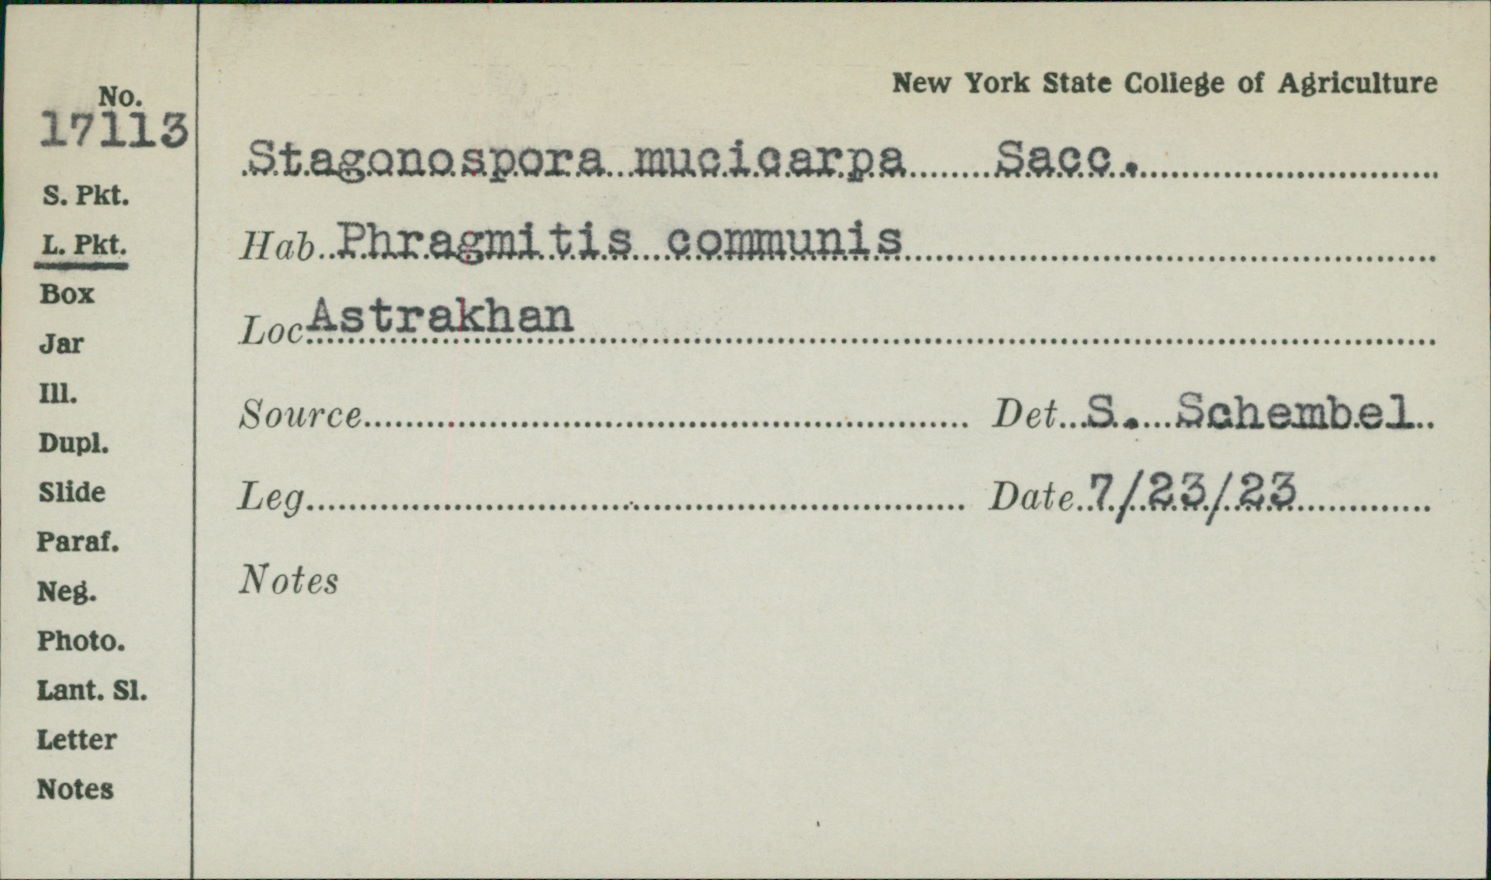 No.
17113
S. Pkt.
L. Pkt.
Box
Jar
Ill.
Dupl.
Slide
Paraf.
Neg.
Photo.
Lant. Sl.
Letter
Notes
New York State College of Agriculture
Stagonospora mucicarpa Sacc.
Hab. Phragmitis communis
Loc. Astrakhan
Source Det. S. Schembel
Leg. Date 7/23/23
Notes